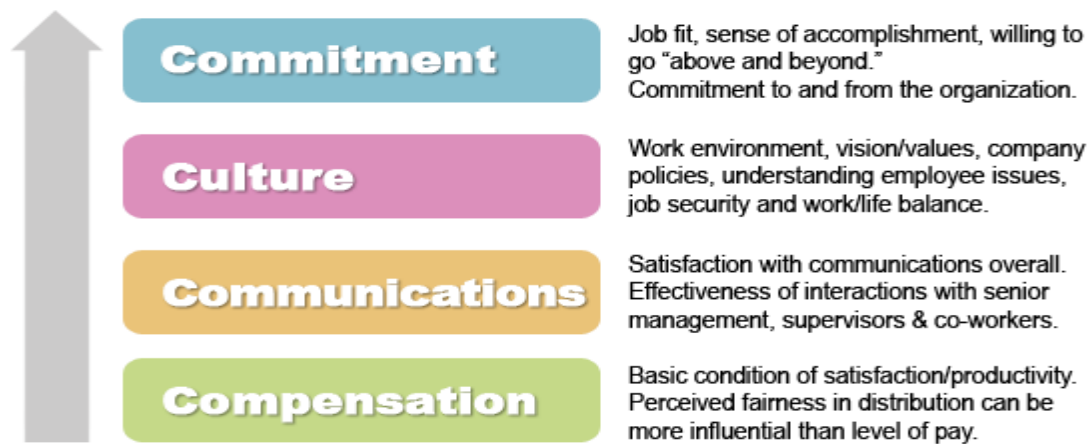 Commitment
Job fit, sense of accomplishment, willing to
go “above and beyond.”
Commitment to and from the organization.
Culture
Work environment, vision/values, company
policies, understanding employee issues,
job security and work/life balance.
Communications
Satisfaction with communications overall.
Effectiveness of interactions with senior
management, supervisors & co-workers.
Compensation
Basic condition of satisfaction/productivity.
Perceived fairness in distribution can be
more influential than level of pay.